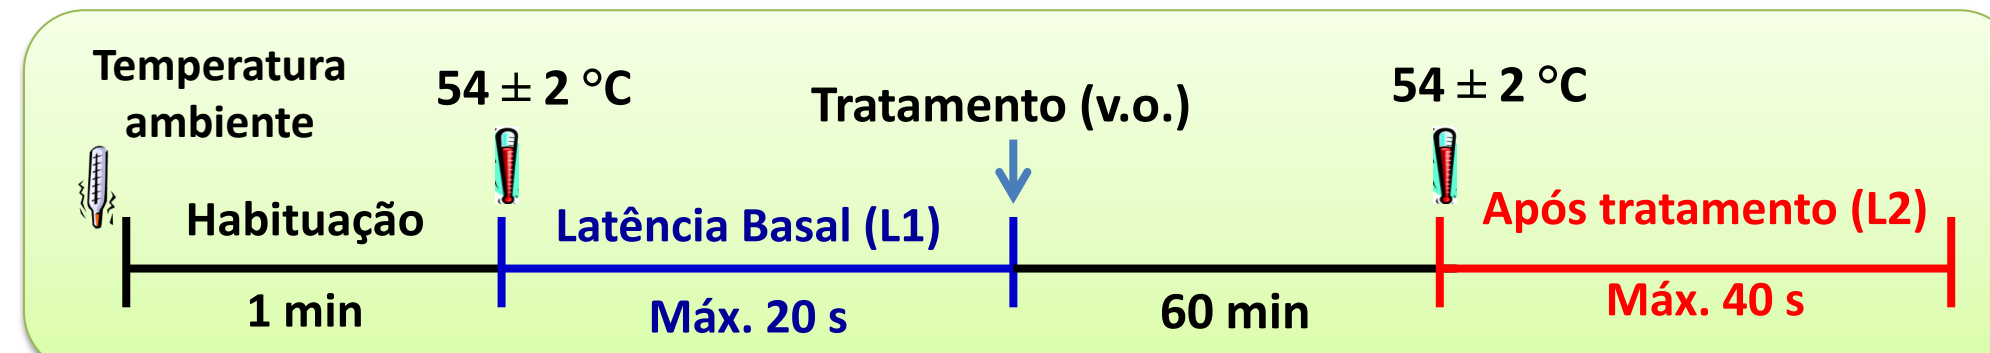 Temperatura
ambiente
54 ± 2 °C
Tratamento (v.o.)
54 ± 2 °C
Habituação
Latência Basal (L1)
Após tratamento (L2)
1 min
Máx. 20 s
60 min
Máx. 40 s